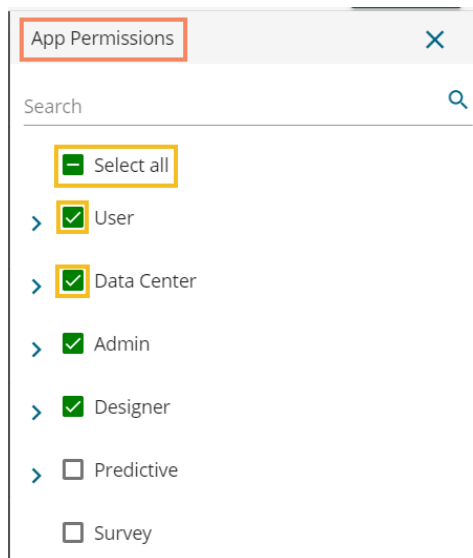 App Permissions
Search
Select all
User
Data Center
Admin
Designer
Predictive
Survey